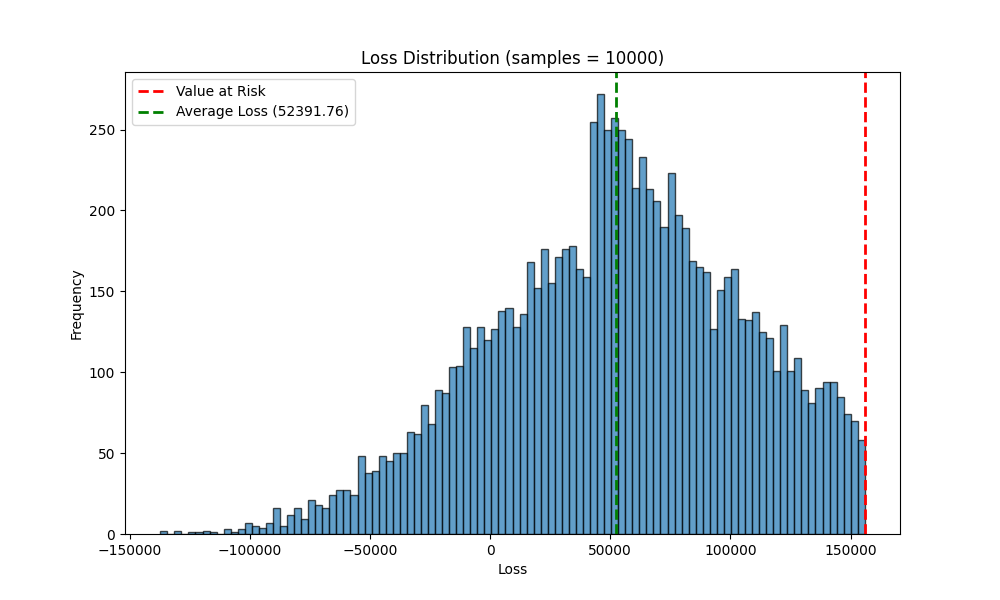 Loss Distribution (samples = 10000)
Value at Risk
Average Loss (52391.76)
250
200
150
100
50
0
Frequency
−150000 −100000 −50000 0 50000 100000 150000
Loss